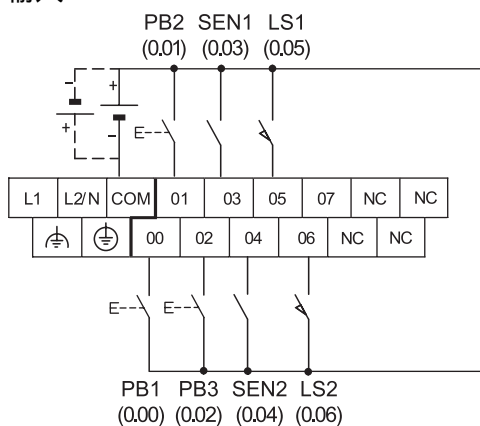 PB2 SEN1 LS1
(0.01) (0.03) (0.05)
- +
+ -
E
L1 L2/N COM 01 03 05 07 NC NC
00 02 04 06 NC NC
E E
PB1 PB3 SEN2 LS2
(0.00) (0.02) (0.04) (0.06)